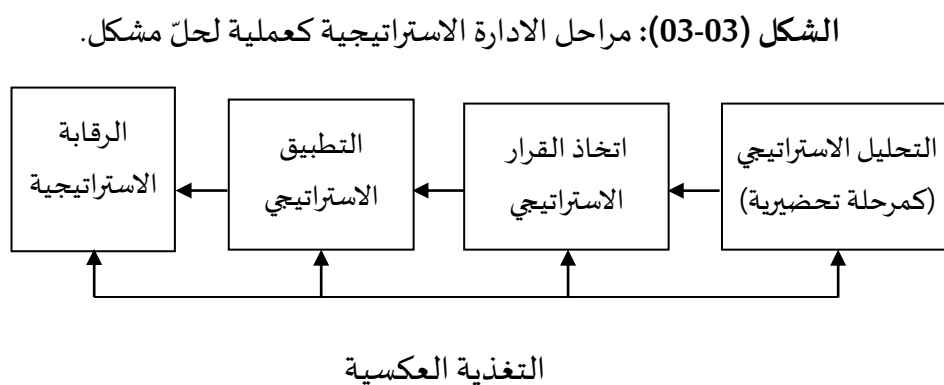 الشكل (03-03): مراحل الادارة الاستراتيجية كعملية لحلّ مشكل.
التحليل الاستراتيجي
(كمرحلة تحضيرية)
اتخاذ القرار
الاستراتيجي
التطبيق
الاستراتيجي
الرقابة
الاستراتيجية
التغذية العكسية